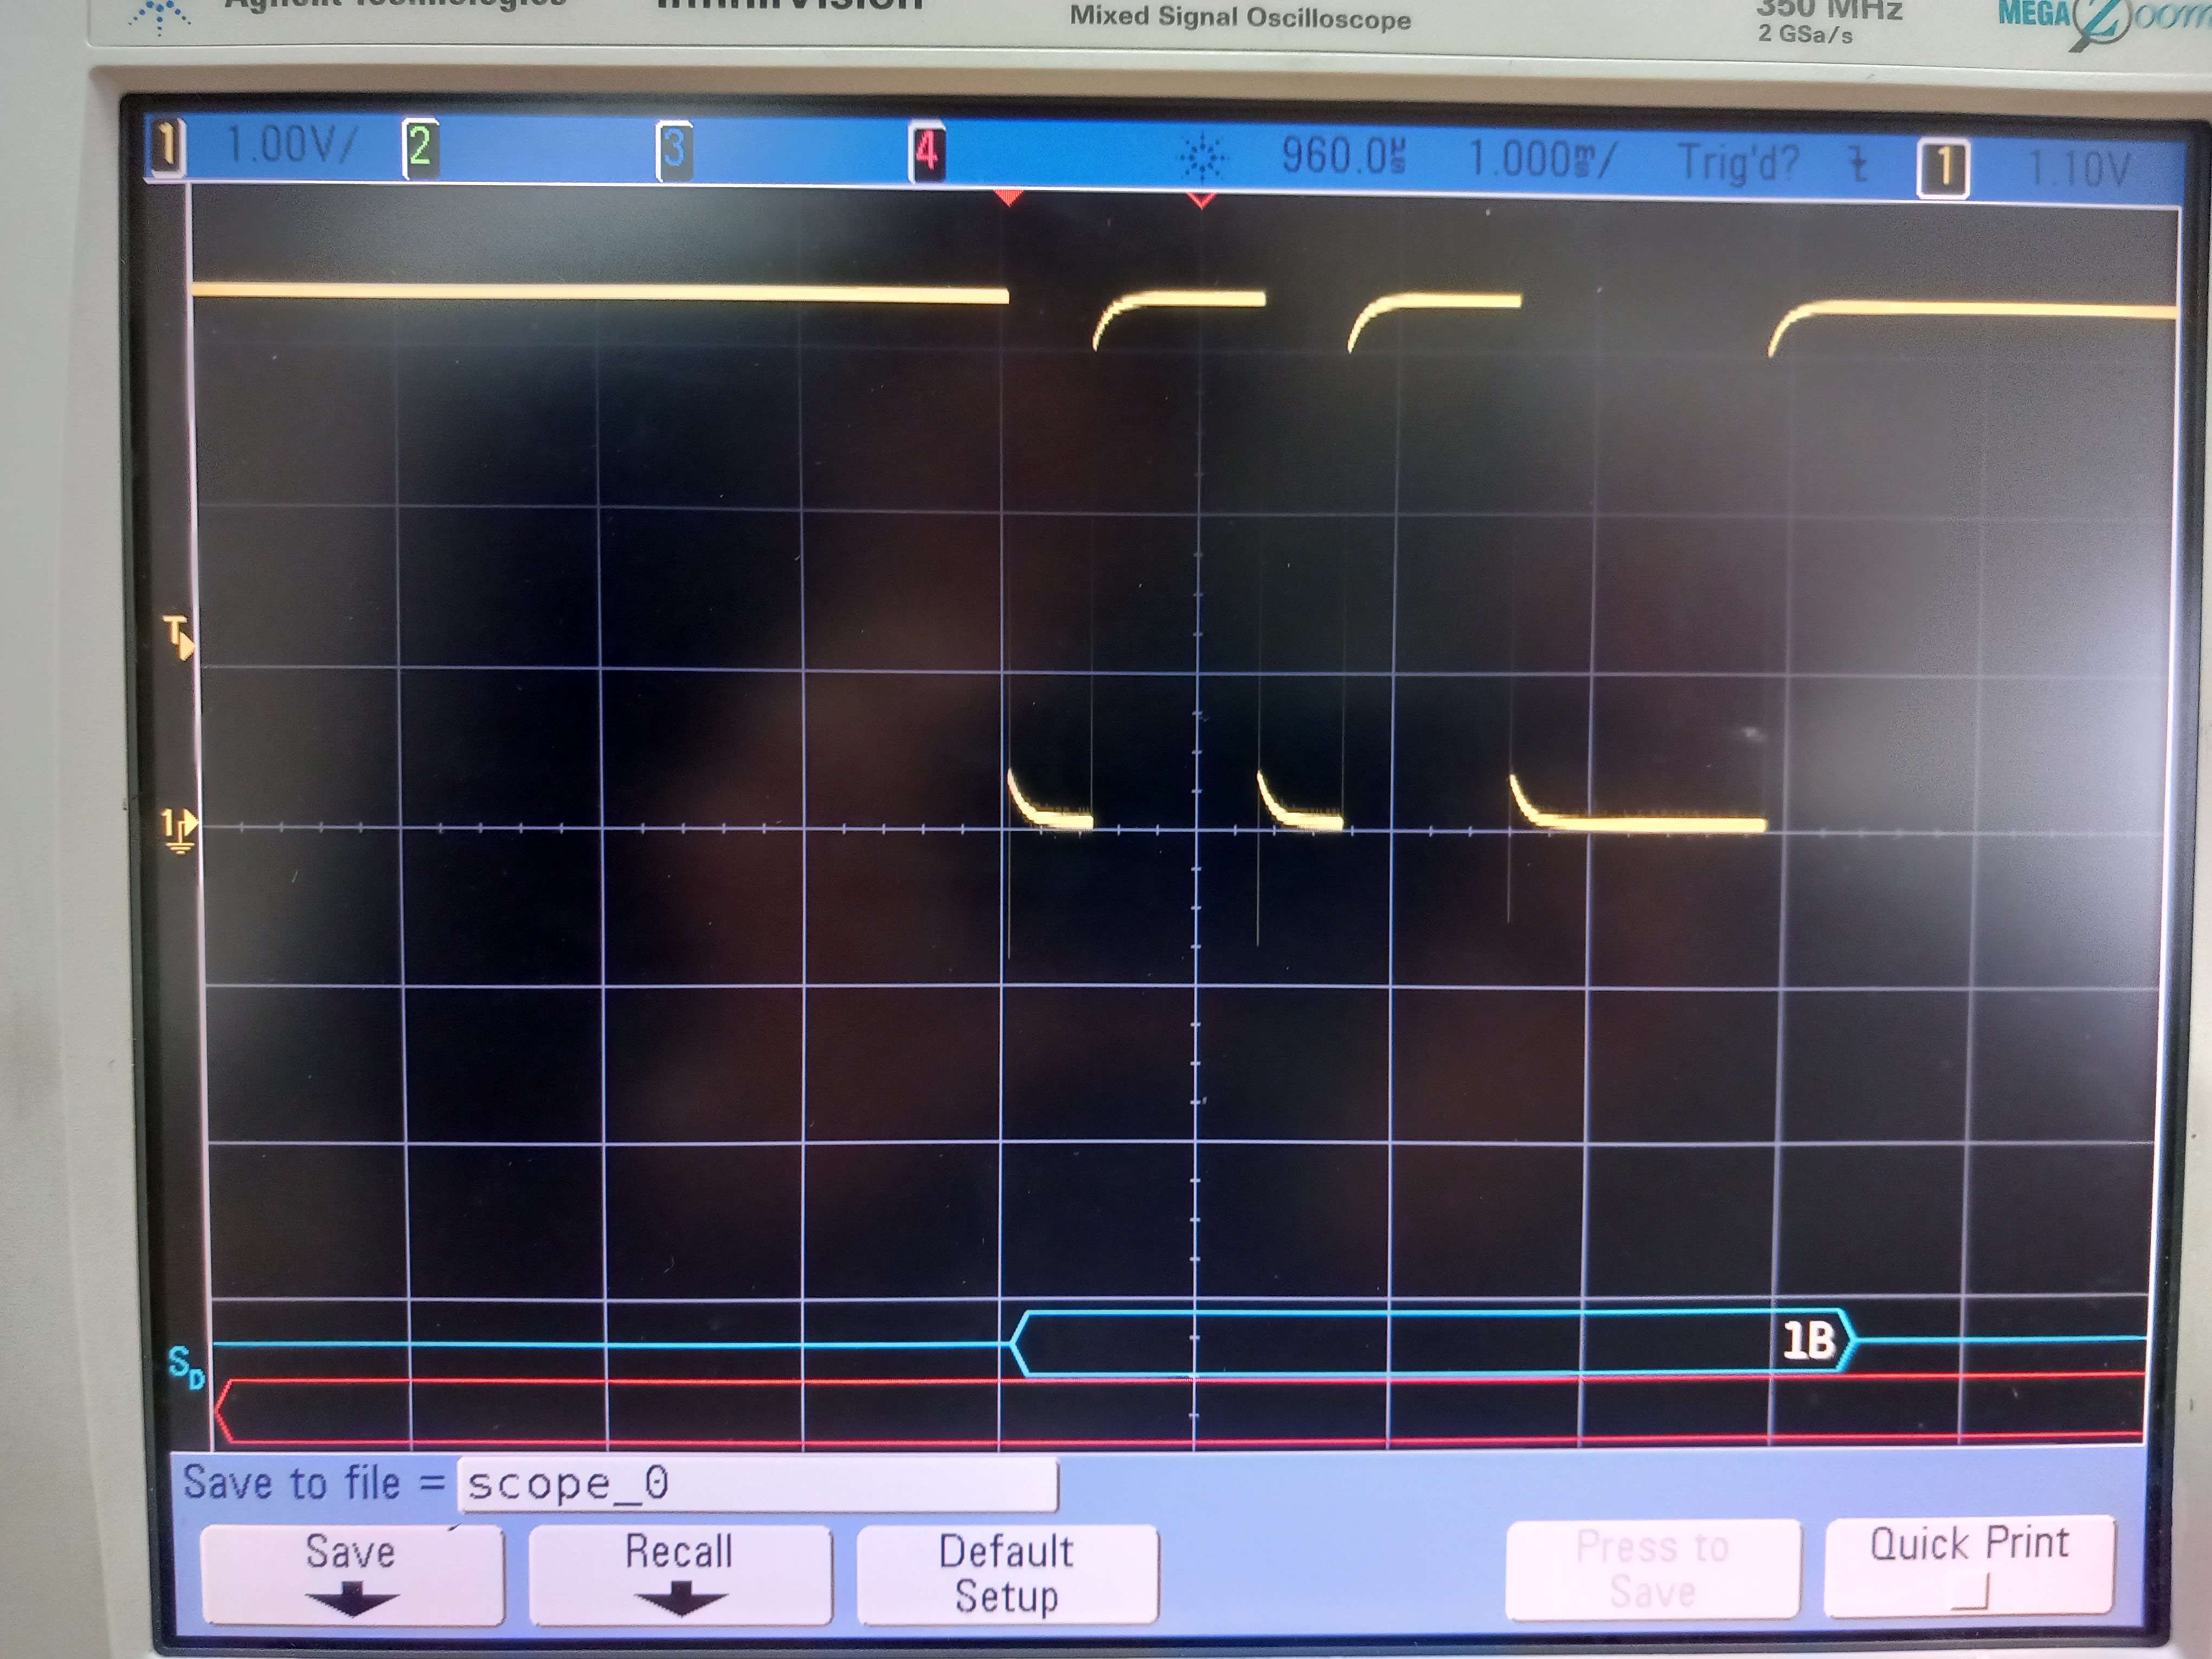 Agilent Technologies InfiniiVision
Mixed Signal Oscilloscope
350 MHz
2 GSa/s
MEGA Zoom
1 1.00V/ 2 3 4 960.0µs 1.000ms/ Trig'd? 1 1.10V
T
1
1B
SD
Save to file = scope_0
Save
Recall
Default
Setup
Press to
Save
Quick Print